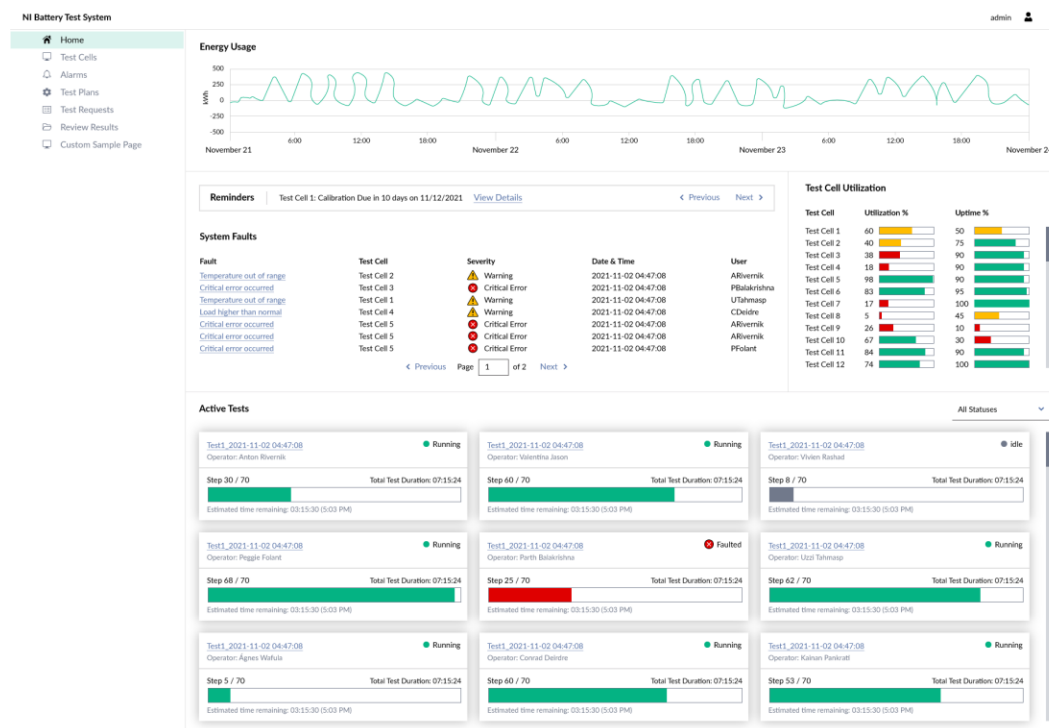 NI Battery Test System
admin
Home
Test Cells
Alarms
Test Plans
Test Requests
Review Results
Custom Sample Page
Energy Usage
kWh
500
250
0
-250
-500
6:00 12:00 18:00 6:00 12:00 18:00 6:00 12:00 18:00
November 21 November 22 November 23 November 2
Reminders Test Cell 1: Calibration Due in 10 days on 11/12/2021 View Details Previous Next
System Faults
Fault Test Cell Severity Date & Time User
Temperature out of range Test Cell 2 Warning 2021-11-02 04:47:08 ARivernik
Critical error occurred Test Cell 3 Critical Error 2021-11-02 04:47:08 PBalakrishna
Temperature out of range Test Cell 1 Warning 2021-11-02 04:47:08 UTahmasp
Load higher than normal Test Cell 4 Warning 2021-11-02 04:47:08 CDeidre
Critical error occurred Test Cell 5 Critical Error 2021-11-02 04:47:08 ARivernik
Critical error occurred Test Cell 5 Critical Error 2021-11-02 04:47:08 ARivernik
Critical error occurred Test Cell 5 Critical Error 2021-11-02 04:47:08 PFolant
Previous Page 1 of 2 Next
Test Cell Utilization
Test Cell Utilization % Uptime %
Test Cell 1 60 50
Test Cell 2 40 75
Test Cell 3 38 90
Test Cell 4 18 90
Test Cell 5 98 90
Test Cell 6 83 95
Test Cell 7 17 100
Test Cell 8 5 45
Test Cell 9 26 10
Test Cell 10 67 30
Test Cell 11 84 90
Test Cell 12 74 100
Active Tests
All Statuses
Test1_2021-11-02 04:47:08 Running
Operator: Anton Rivernik
Step 30 / 70 Total Test Duration: 07:15:24
Estimated time remaining: 03:15:30 (5:03 PM)
Test1_2021-11-02 04:47:08 Running
Operator: Valentina Jason
Step 60 / 70 Total Test Duration: 07:15:24
Estimated time remaining: 03:15:30 (5:03 PM)
Test1_2021-11-02 04:47:08 idle
Operator: Vivien Rashad
Step 8 / 70 Total Test Duration: 07:15:24
Estimated time remaining: 03:15:30 (5:03 PM)
Test1_2021-11-02 04:47:08 Running
Operator: Peggie Folant
Step 68 / 70 Total Test Duration: 07:15:24
Estimated time remaining: 03:15:30 (5:03 PM)
Test1_2021-11-02 04:47:08 Faulted
Operator: Parth Balakrishna
Step 25 / 70 Total Test Duration: 07:15:24
Estimated time remaining: 03:15:30 (5:03 PM)
Test1_2021-11-02 04:47:08 Running
Operator: Uzzi Tahmasp
Step 62 / 70 Total Test Duration: 07:15:24
Estimated time remaining: 03:15:30 (5:03 PM)
Test1_2021-11-02 04:47:08 Running
Operator: Ágnes Wafula
Step 5 / 70 Total Test Duration: 07:15:24
Estimated time remaining: 03:15:30 (5:03 PM)
Test1_2021-11-02 04:47:08 Running
Operator: Conrad Deirdre
Step 60 / 70 Total Test Duration: 07:15:24
Estimated time remaining: 03:15:30 (5:03 PM)
Test1_2021-11-02 04:47:08 Running
Operator: Kainan Pankrati
Step 53 / 70 Total Test Duration: 07:15:24
Estimated time remaining: 03:15:30 (5:03 PM)